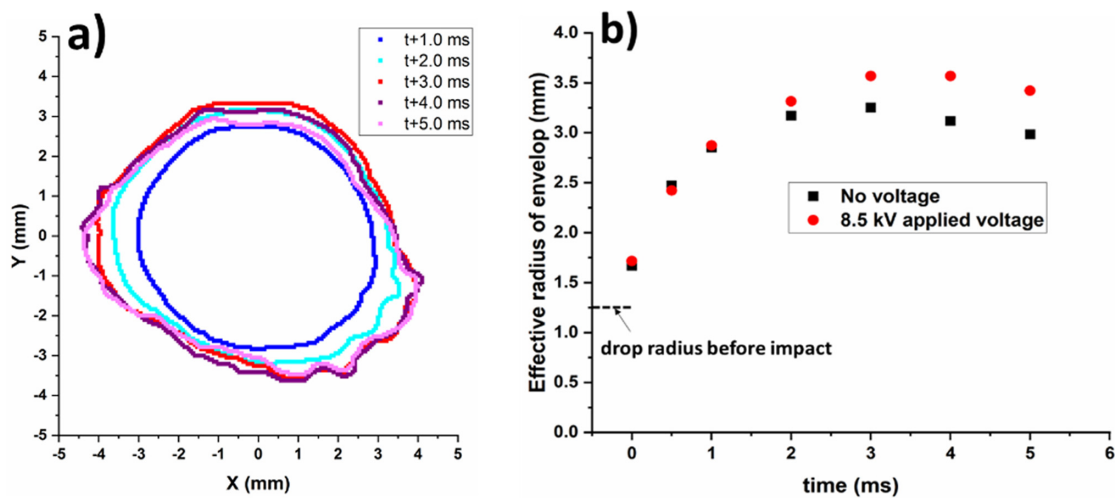 a)
t+1.0 ms
t+2.0 ms
t+3.0 ms
t+4.0 ms
t+5.0 ms
5
4
3
2
1
0
-1
-2
-3
-4
-5
Y (mm)
-5 -4 -3 -2 -1 0 1 2 3 4 5
X (mm)
b)
4.0
3.5
3.0
2.5
2.0
1.5
1.0
0.5
0.0
Effective radius of envelop (mm)
No voltage
8.5 kV applied voltage
drop radius before impact
0 1 2 3 4 5 6
time (ms)